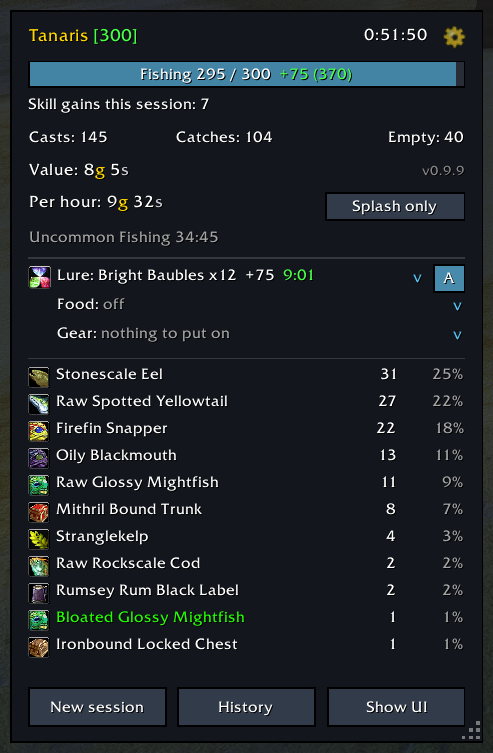 Tanaris [300] 0:51:50
Fishing 295 / 300 +75 (370)
Skill gains this session: 7
Casts: 145 Catches: 104 Empty: 40
Value: 8g 5s v0.9.9
Per hour: 9g 32s Splash only
Uncommon Fishing 34:45
Lure: Bright Baubles x12 +75 9:01 v A
Food: off v
Gear: nothing to put on v
Stonescale Eel 31 25%
Raw Spotted Yellowtail 27 22%
Firefin Snapper 22 18%
Oily Blackmouth 13 11%
Raw Glossy Mightfish 11 9%
Mithril Bound Trunk 8 7%
Stranglekelp 4 3%
Raw Rockscale Cod 2 2%
Rumsey Rum Black Label 2 2%
Bloated Glossy Mightfish 1 1%
Ironbound Locked Chest 1 1%
New session History Show UI